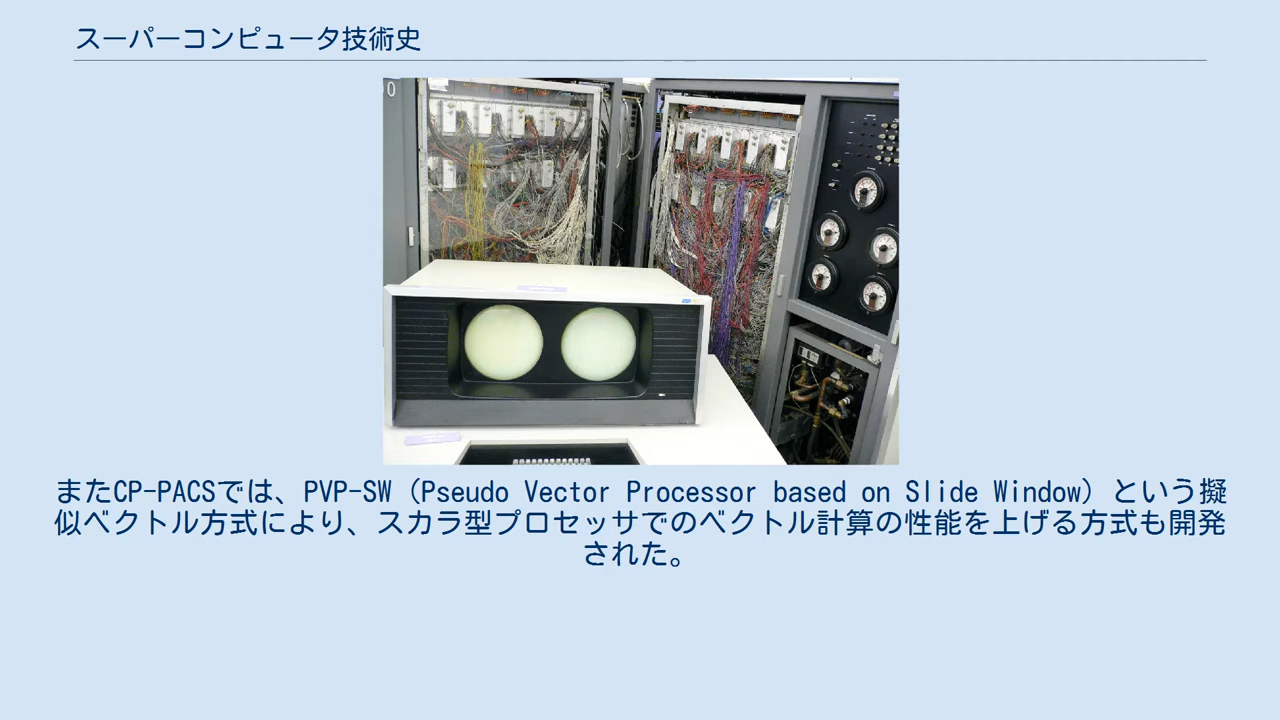 スーパーコンピュータ技術史
0
またCP-PACSでは、PVP-SW（Pseudo Vector Processor based on Slide Window）という擬
似ベクトル方式により、スカラ型プロセッサでのベクトル計算の性能を上げる方式も開発
された。